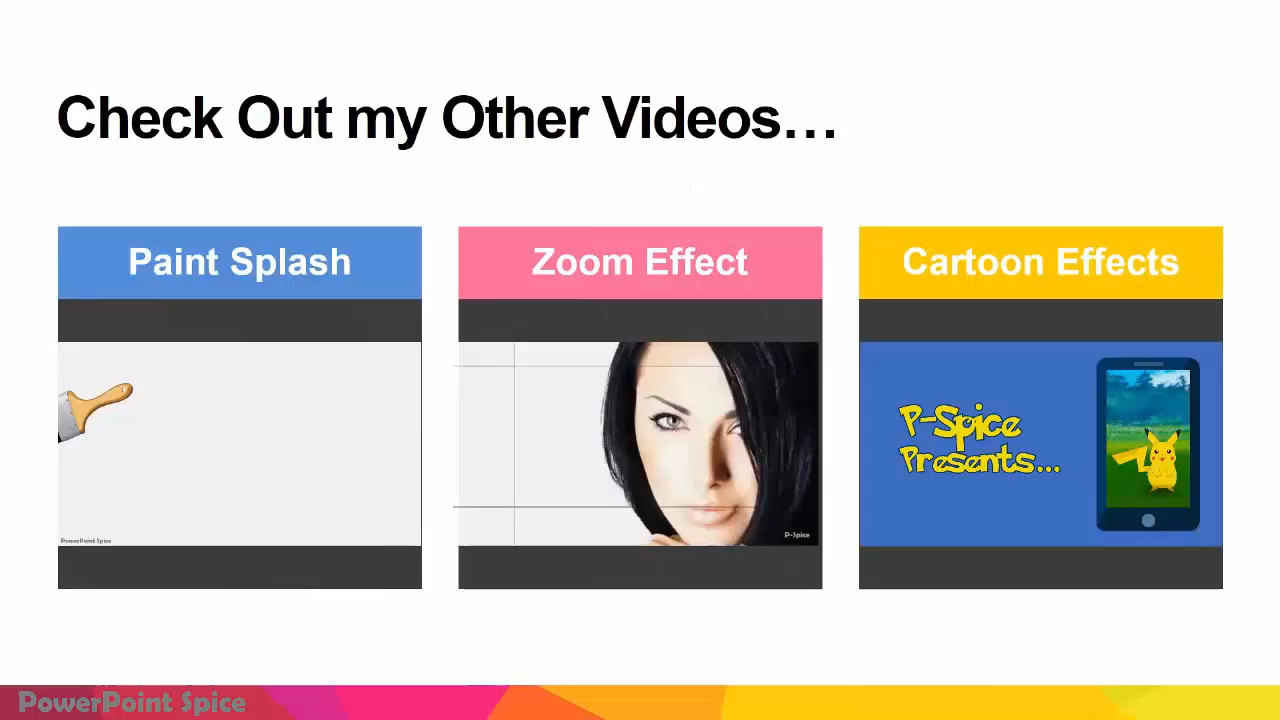 Check Out my Other Videos…
Paint Splash
Zoom Effect
Cartoon Effects
PowerPoint Spice
P-Spice
P-Spice
Presents...
PowerPoint Spice